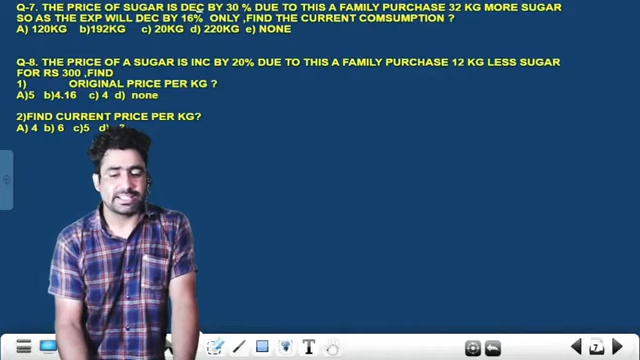 Q-7. THE PRICE OF SUGAR IS DEC BY 30 % DUE TO THIS A FAMILY PURCHASE 32 KG MORE SUGAR
SO AS THE EXP WILL DEC BY 16% ONLY ,FIND THE CURRENT COMSUMPTION ?
A) 120KG b)192KG c) 20KG d) 220KG e) NONE
Q-8. THE PRICE OF A SUGAR IS INC BY 20% DUE TO THIS A FAMILY PURCHASE 12 KG LESS SUGAR
FOR RS 300 ,FIND
1) ORIGINAL PRICE PER KG ?
A)5 b)4.16 c) 4 d) none
2)FIND CURRENT PRICE PER KG?
A) 4 b) 6 c)5 d)
T
7